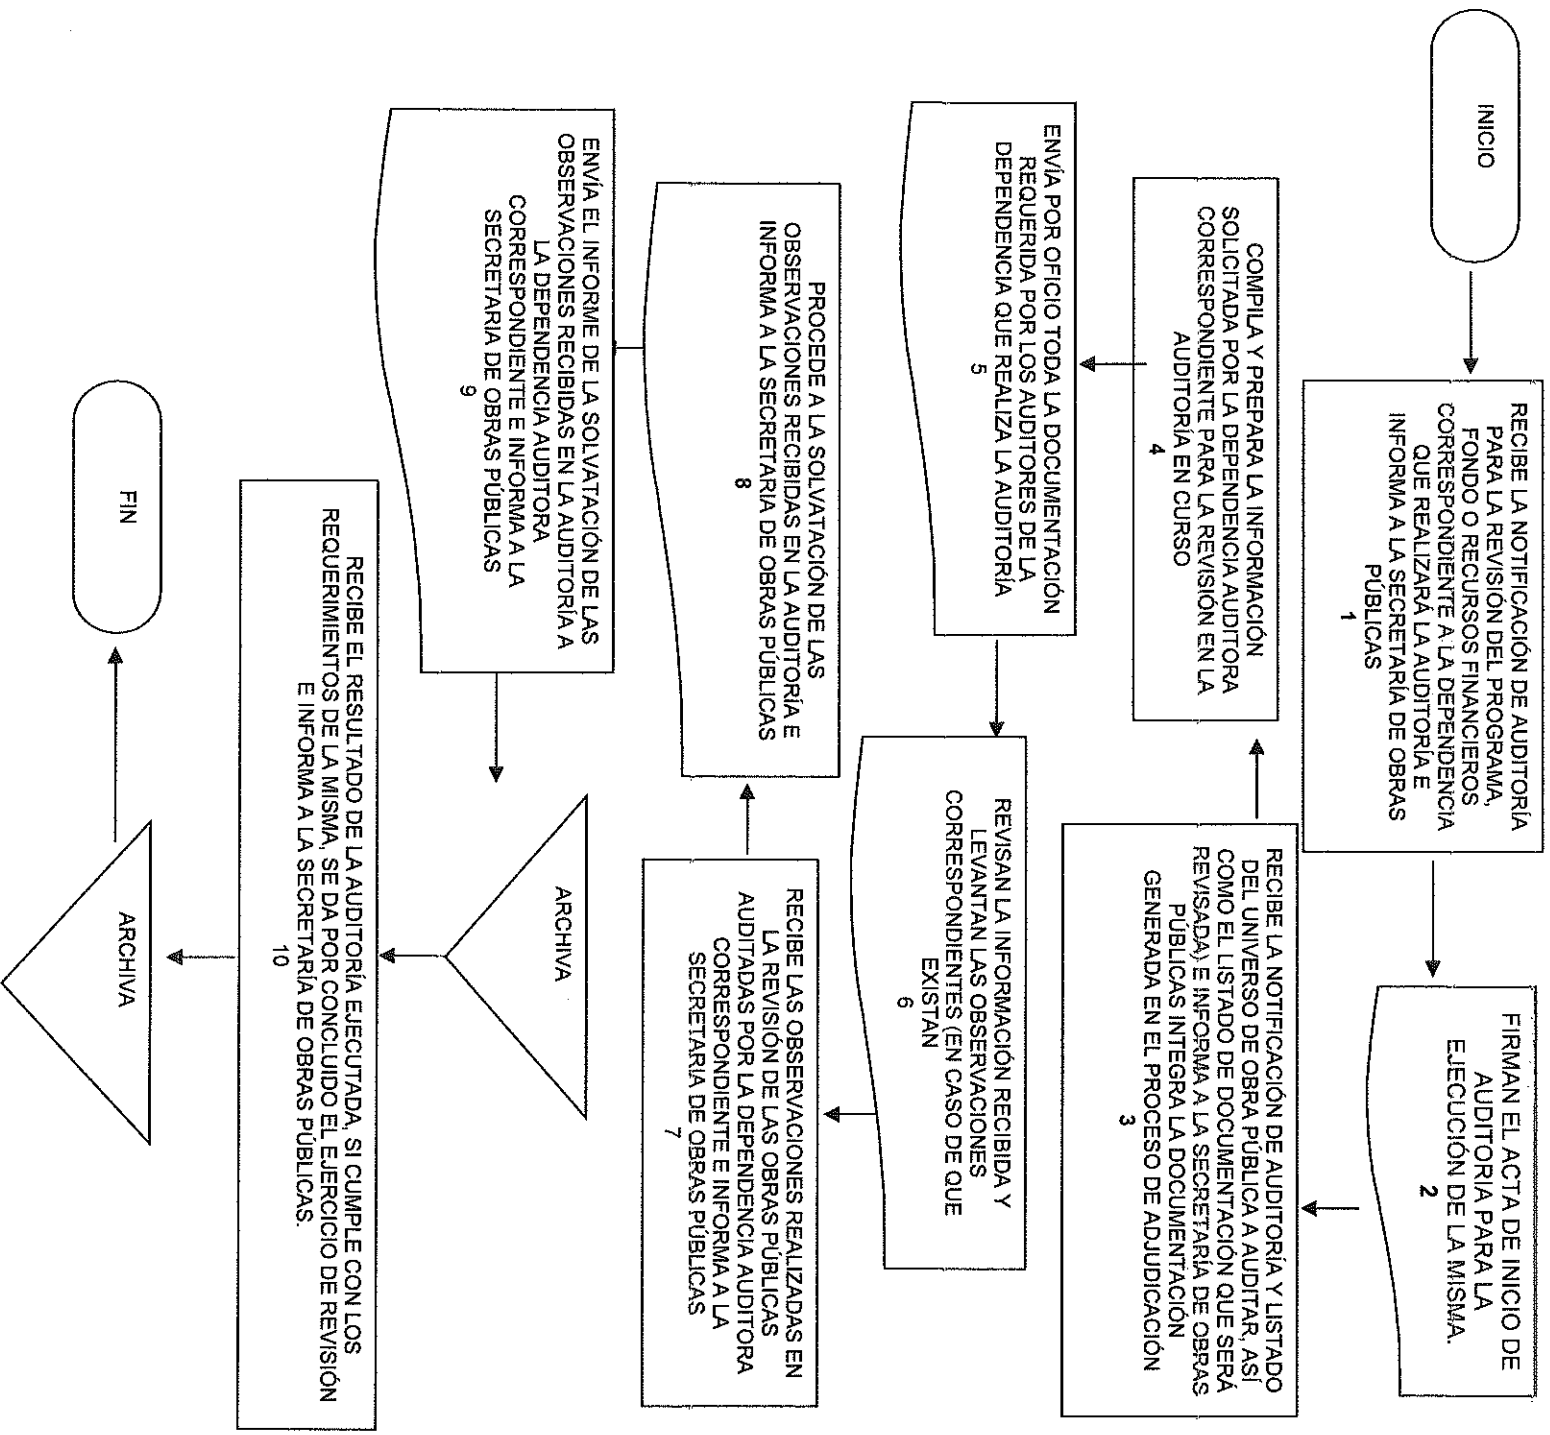 INICIO
RECIBE LA NOTIFICACIÓN DE AUDITORÍA
PARA LA REVISIÓN DEL PROGRAMA,
FONDO O RECURSOS FINANCIEROS
CORRESPONDIENTE A LA DEPENDENCIA
QUE REALIZARÁ LA AUDITORÍA E
INFORMA A LA SECRETARÍA DE OBRAS
PÚBLICAS
1
FIRMAN EL ACTA DE INICIO DE
AUDITORIA PARA LA
EJECUCIÓN DE LA MISMA.
2
RECIBE LA NOTIFICACIÓN DE AUDITORÍA Y LISTADO
DEL UNIVERSO DE OBRA PÚBLICA A AUDITAR, ASÍ
COMO EL LISTADO DE DOCUMENTACIÓN QUE SERÁ
REVISADA) E INFORMA A LA SECRETARÍA DE OBRAS
PÚBLICAS INTEGRA LA DOCUMENTACIÓN
GENERADA EN EL PROCESO DE ADJUDICACIÓN
3
COMPILA Y PREPARA LA INFORMACIÓN
SOLICITADA POR LA DEPENDENCIA AUDITORA
CORRESPONDIENTE PARA LA REVISIÓN EN LA
AUDITORÍA EN CURSO
4
ENVÍA POR OFICIO TODA LA DOCUMENTACIÓN
REQUERIDA POR LOS AUDITORES DE LA
DEPENDENCIA QUE REALIZA LA AUDITORÍA
5
REVISAN LA INFORMACIÓN RECIBIDA Y
LEVANTAN LAS OBSERVACIONES
CORRESPONDIENTES (EN CASO DE QUE
EXISTAN
6
RECIBE LAS OBSERVACIONES REALIZADAS EN
LA REVISIÓN DE LAS OBRAS PÚBLICAS
AUDITADAS POR LA DEPENDENCIA AUDITORA
CORRESPONDIENTE E INFORMA A LA
SECRETARIA DE OBRAS PÚBLICAS
7
PROCEDE A LA SOLVATACIÓN DE LAS
OBSERVACIONES RECIBIDAS EN LA AUDITORÍA E
INFORMA A LA SECRETARIA DE OBRAS PÚBLICAS
8
ENVÍA EL INFORME DE LA SOLVATACIÓN DE LAS
OBSERVACIONES RECIBIDAS EN LA AUDITORÍA A
LA DEPENDENCIA AUDITORA
CORRESPONDIENTE E INFORMA A LA
SECRETARIA DE OBRAS PÚBLICAS
9
ARCHIVA
RECIBE EL RESULTADO DE LA AUDITORÍA EJECUTADA, SI CUMPLE CON LOS
REQUERIMIENTOS DE LA MISMA, SE DA POR CONCLUIDO EL EJERCICIO DE REVISIÓN
E INFORMA A LA SECRETARÍA DE OBRAS PÚBLICAS.
10
ARCHIVA
FIN